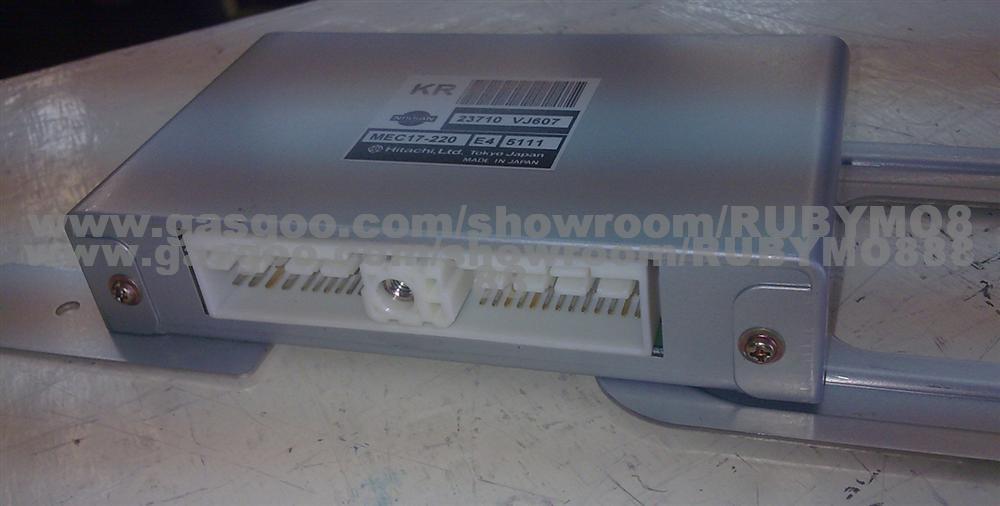 KR
NISSAN
23710 VJ607
MEC17-220 E4 5111
Hitachi, Ltd. Tokyo Japan
MADE IN JAPAN
www.gasgoo.com/showroom/RUBYMO8
www.gasgoo.com/showroom/RUBYMO888